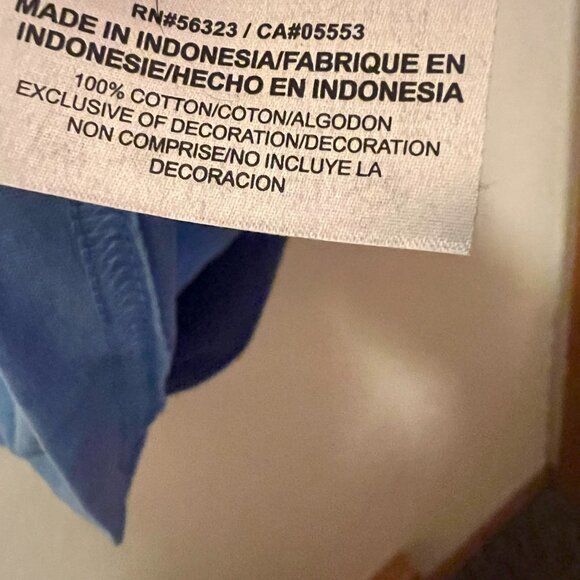 RN#56323 / CA#05553
MADE IN INDONESIA/FABRIQUE EN
INDONESIE/HECHO EN INDONESIA
100% COTTON/COTON/ALGODON
EXCLUSIVE OF DECORATION/DECORATION
NON COMPRISE/NO INCLUYE LA
DECORACION